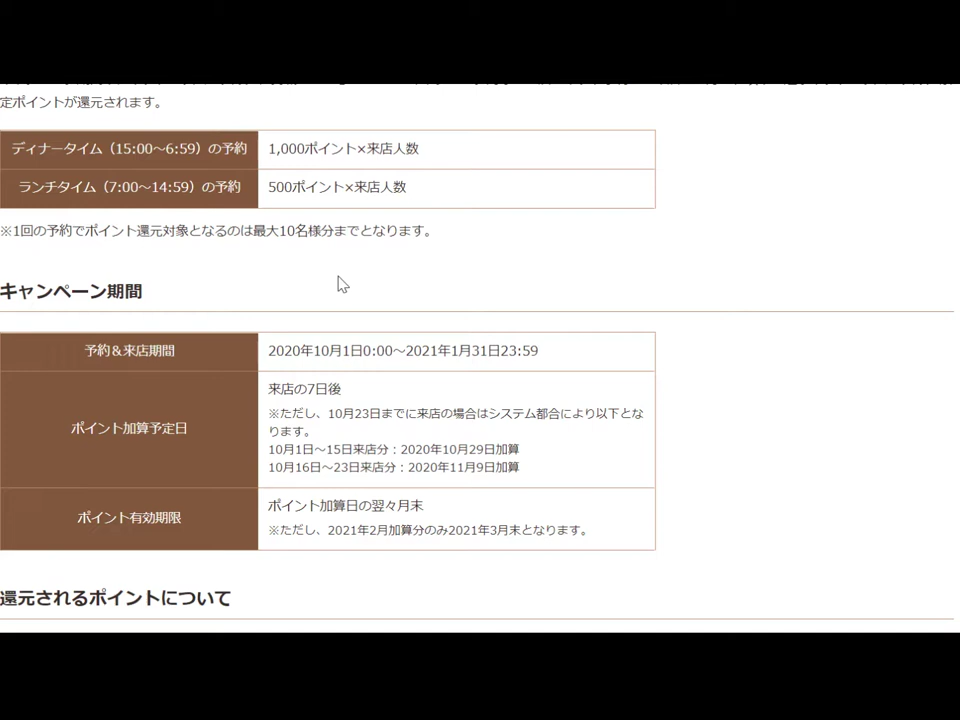 定ポイントが還元されます。
ディナータイム（15:00～6:59）の予約
1,000ポイント×来店人数
ランチタイム（7:00～14:59）の予約
500ポイント×来店人数
※1回の予約でポイント還元対象となるのは最大10名様分までとなります。
キャンペーン期間
予約＆来店期間
2020年10月1日0:00～2021年1月31日23:59
ポイント加算予定日
来店の7日後
※ただし、10月23日までに来店の場合はシステム都合により以下とな
ります。
10月1日～15日来店分：2020年10月29日加算
10月16日～23日来店分：2020年11月9日加算
ポイント有効期限
ポイント加算日の翌々月末
※ただし、2021年2月加算分のみ2021年3月末となります。
還元されるポイントについて